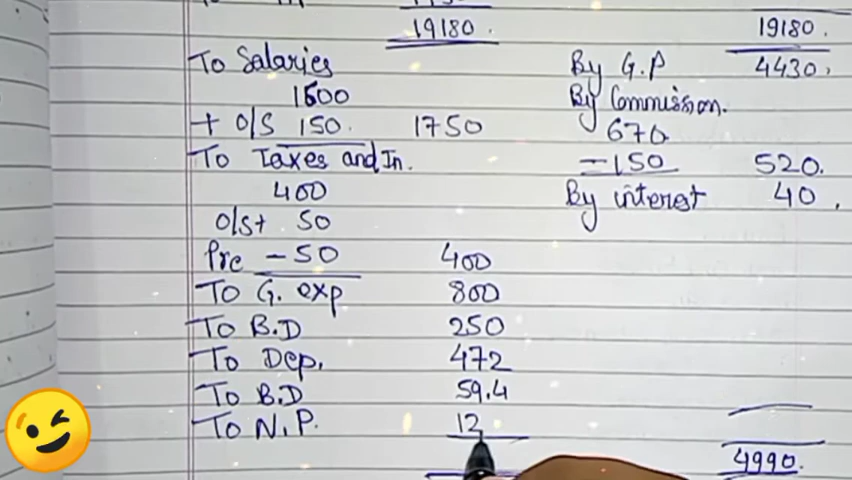 19180. 19180.
To Salaries By G.P 4430.
1600 By Commission.
+ O/S 150. 1750 670
To Taxes and In. -150 520.
400 By interest 40.
O/S+ 50
Pre - 50 400
To G. exp 800
To B.D 250
To Dep. 472
To B.D 59.4
To N.P. 12
4990.